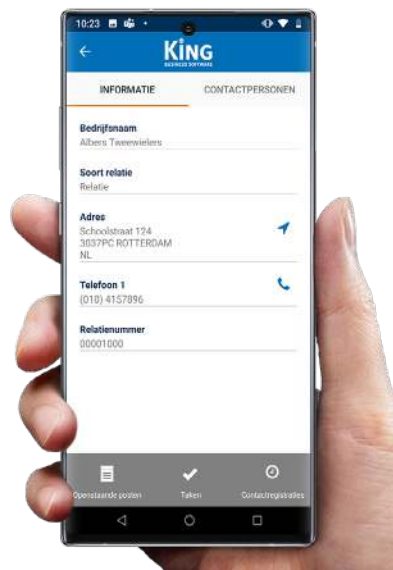 10:23
KiNG
BUSINESS SOFTWARE
INFORMATIE
CONTACTPERSONEN
Bedrijfsnaam
Albers Tweewielers
Soort relatie
Relatie
Adres
Schoolstraat 124
3037PC ROTTERDAM
NL
Telefoon 1
(010) 4157896
Relatienummer
00001000
Openstaande posten
Taken
Contactregistraties